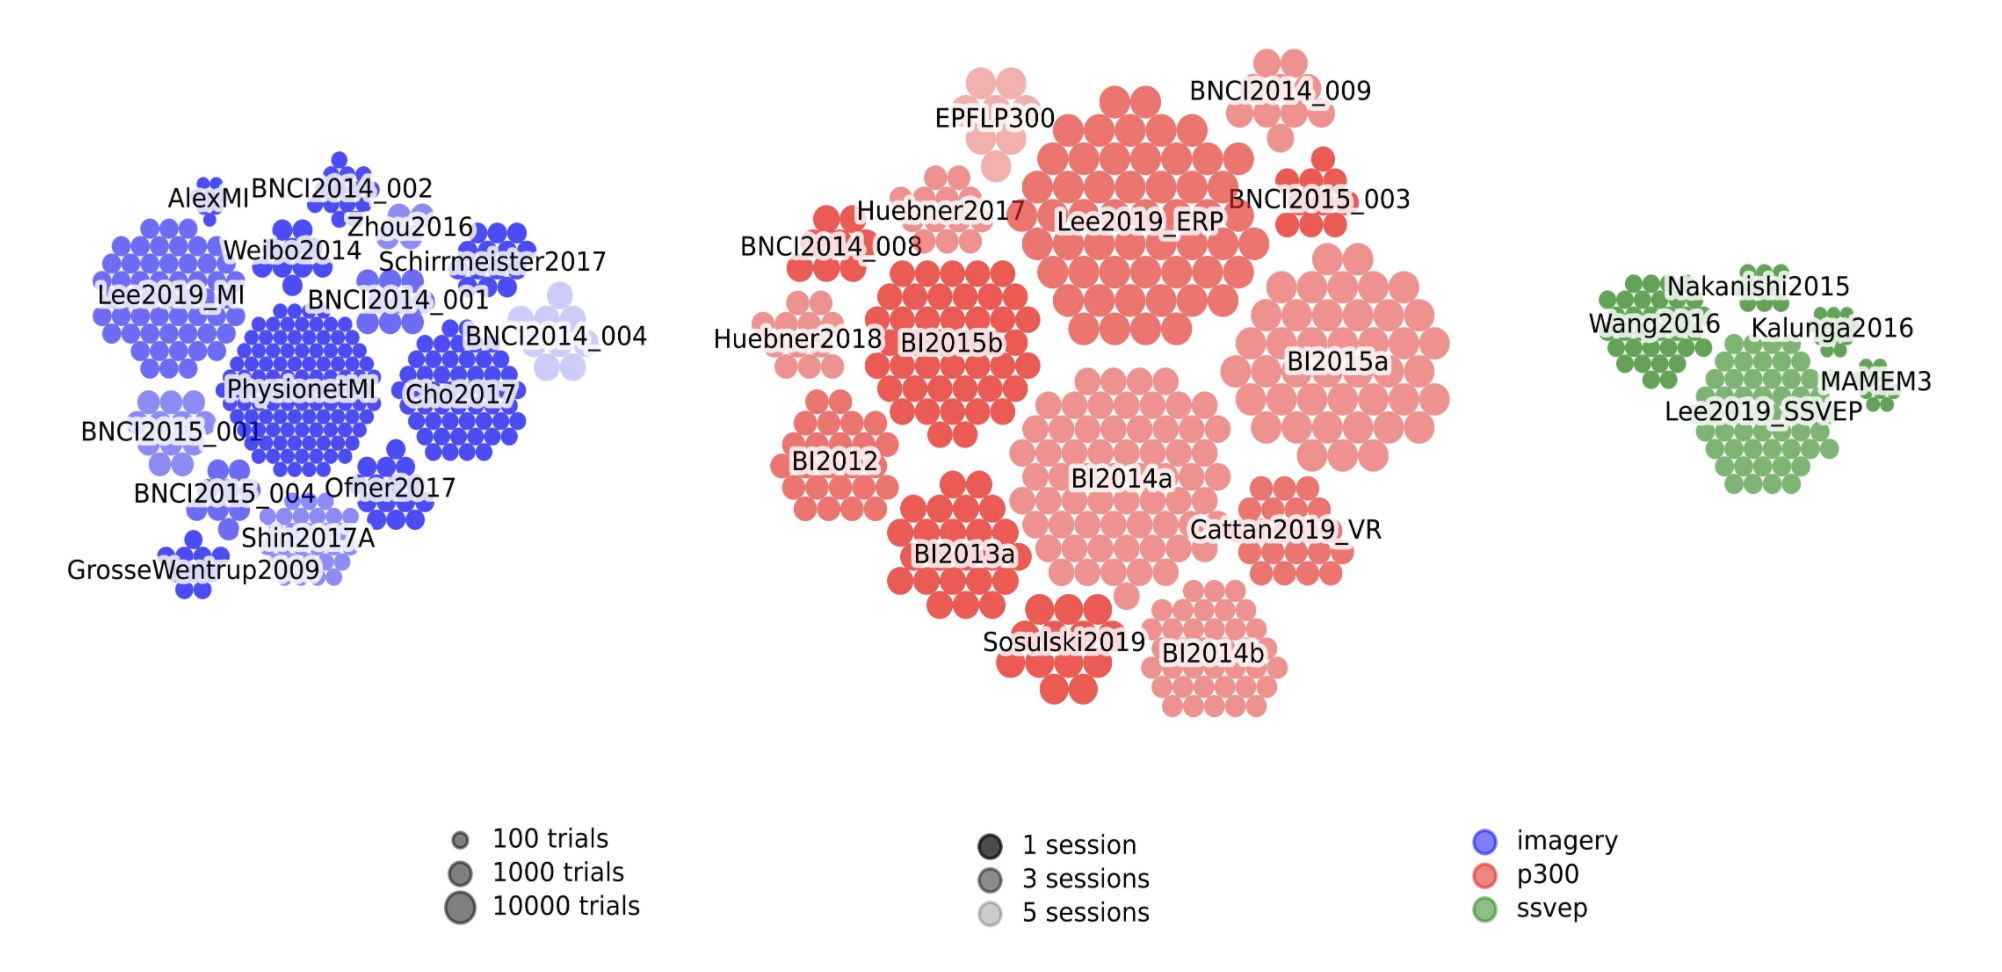 AlexMI
BNCI2014_002
Zhou2016
Weibo2014
Schirrmeister2017
Lee2019_MI
BNCI2014_001
BNCI2014_004
PhysionetMI
Cho2017
BNCI2015_001
BNCI2015_004
Ofner2017
Shin2017A
GrosseWentrup2009
EPFLP300
BNCI2014_009
Huebner2017
Lee2019_ERP
BNCI2015_003
BNCI2014_008
Huebner2018
BI2015b
BI2015a
BI2012
BI2014a
BI2013a
Cattan2019_VR
Sosulski2019
BI2014b
Nakanishi2015
Wang2016
Kalunga2016
MAMEM3
Lee2019_SSVEP
100 trials
1000 trials
10000 trials
1 session
3 sessions
5 sessions
imagery
p300
ssvep